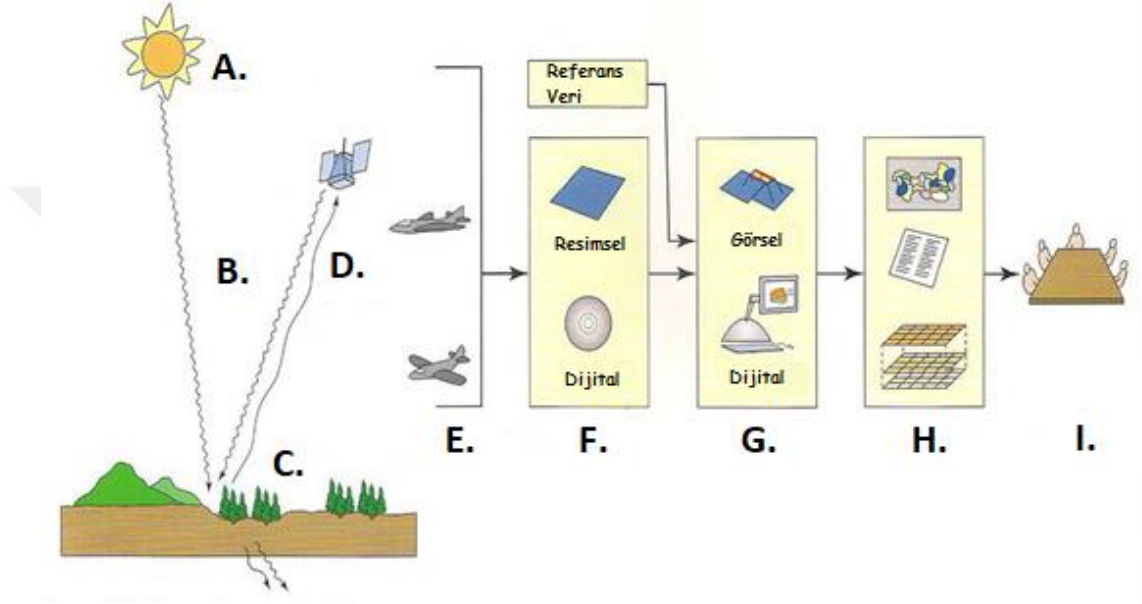 A.
Referans
Veri
B.
D.
Resimsel
Görsel
Dijital
Dijital
C.
E.
F.
G.
H.
I.